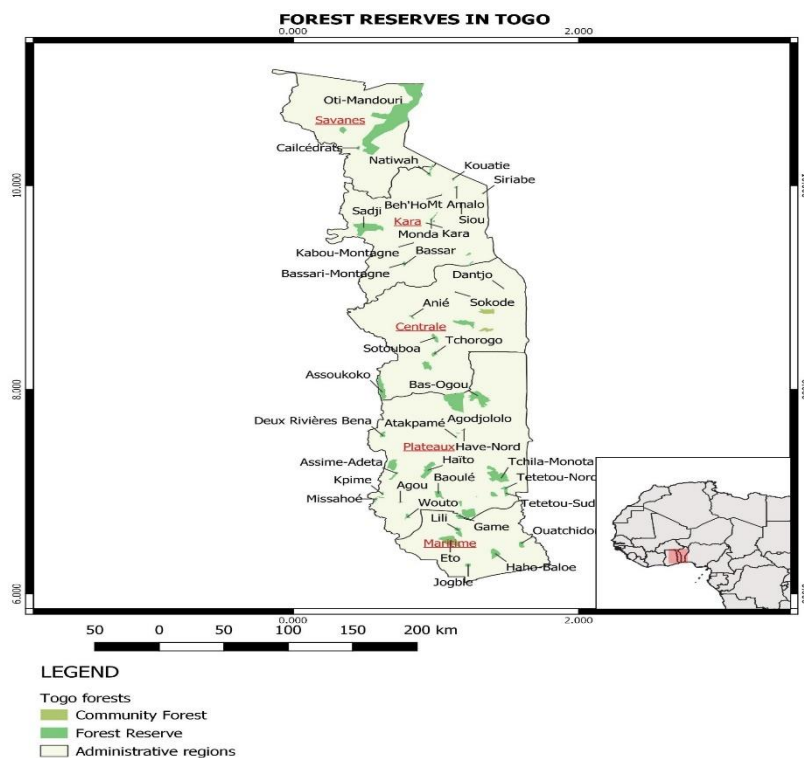 FOREST RESERVES IN TOGO
0.000 2.000
Oti-Mandouri
Savanes
Cailcédrats
Natiwah
Kouatie
10.000
Siriabe
Beh'Ho
Mt Amalo
Sadji
Siou
Kara
Monda Kara
Kabou-Montagne
Bassar
Bassari-Montagne
Dantjo
Anié
Sokode
Centrale
Sotouboa
Tchorogo
Assoukoko
Bas-Ogou
8.000
Deux Rivières Bena
Atakpamé
Agodjololo
Plateaux
Have-Nord
Assime-Adeta
Haïto
Tchila-Monota
Kpime
Agou
Baoulé
Tetetou-Nord
Missahoé
Wouto
Tetetou-Sud
Lili
Game
Ouatchido
Maritime
Eto
Haho-Baloe
Jogble
6.000
0.000 2.000
50 0 50 100 150 200 km
LEGEND
Togo forests
Community Forest
Forest Reserve
Administrative regions